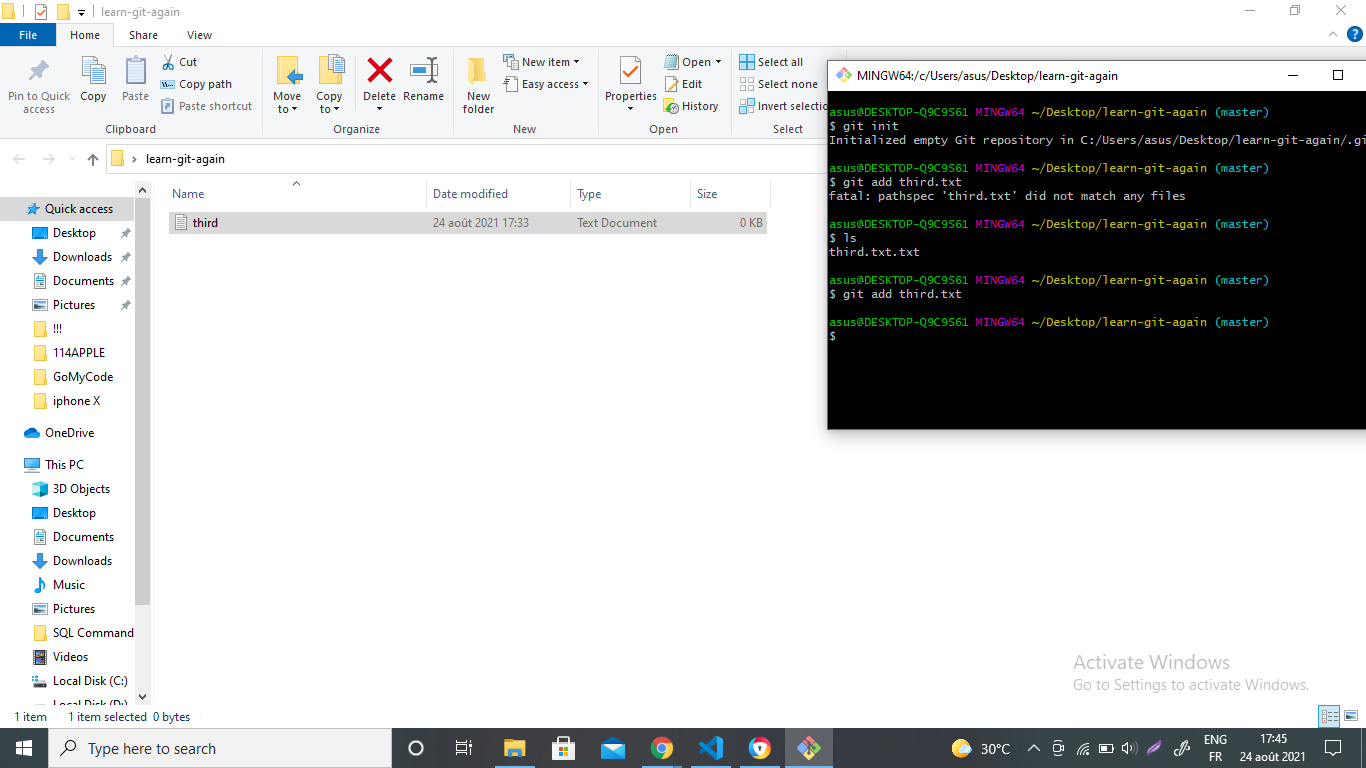 learn-git-again
File Home Share View
Pin to Quick access
Copy
Paste
Cut
Copy path
Paste shortcut
Clipboard
Move to
Copy to
Delete
Rename
Organize
New folder
New item
Easy access
New
Properties
Open
Edit
History
Open
Select all
Select none
Invert selectio
Select
learn-git-again
Name Date modified Type Size
third 24 août 2021 17:33 Text Document 0 KB
Quick access
Desktop
Downloads
Documents
Pictures
!!!
114APPLE
GoMyCode
iphone X
OneDrive
This PC
3D Objects
Desktop
Documents
Downloads
Music
Pictures
SQL Command
Videos
Local Disk (C:)
Local Disk (D:)
1 item 1 item selected 0 bytes
MINGW64:/c/Users/asus/Desktop/learn-git-again
asus@DESKTOP-Q9C9S61 MINGW64 ~/Desktop/learn-git-again (master)
$ git init
Initialized empty Git repository in C:/Users/asus/Desktop/learn-git-again/.gi
asus@DESKTOP-Q9C9S61 MINGW64 ~/Desktop/learn-git-again (master)
$ git add third.txt
fatal: pathspec 'third.txt' did not match any files
asus@DESKTOP-Q9C9S61 MINGW64 ~/Desktop/learn-git-again (master)
$ ls
third.txt.txt
asus@DESKTOP-Q9C9S61 MINGW64 ~/Desktop/learn-git-again (master)
$ git add third.txt
asus@DESKTOP-Q9C9S61 MINGW64 ~/Desktop/learn-git-again (master)
$
Activate Windows
Go to Settings to activate Windows.
Type here to search
30°C
ENG
FR
17:45
24 août 2021